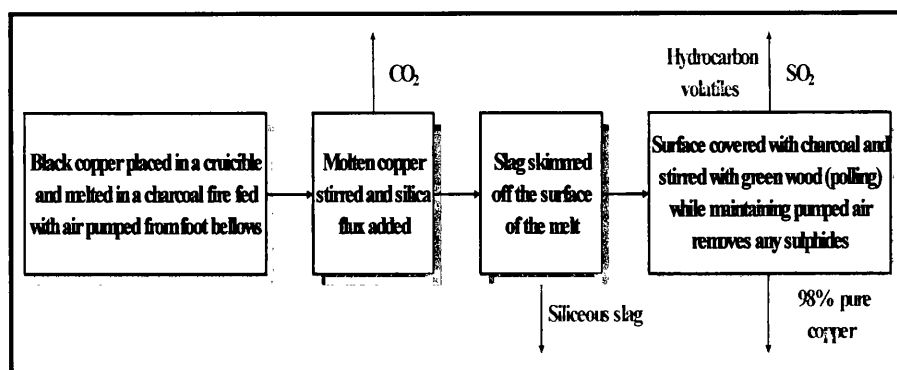 CO₂
Hydrocarbon
volatiles
SO₂
Black copper placed in a cruicible
and melted in a charcoal fire fed
with air pumped from foot bellows
Molten copper
stirred and silica
flux added
Slag skimmed
off the surface
of the melt
Surface covered with charcoal and
stirred with green wood (polling)
while maintaining pumped air
removes any sulphides
Siliceous slag
98% pure
copper